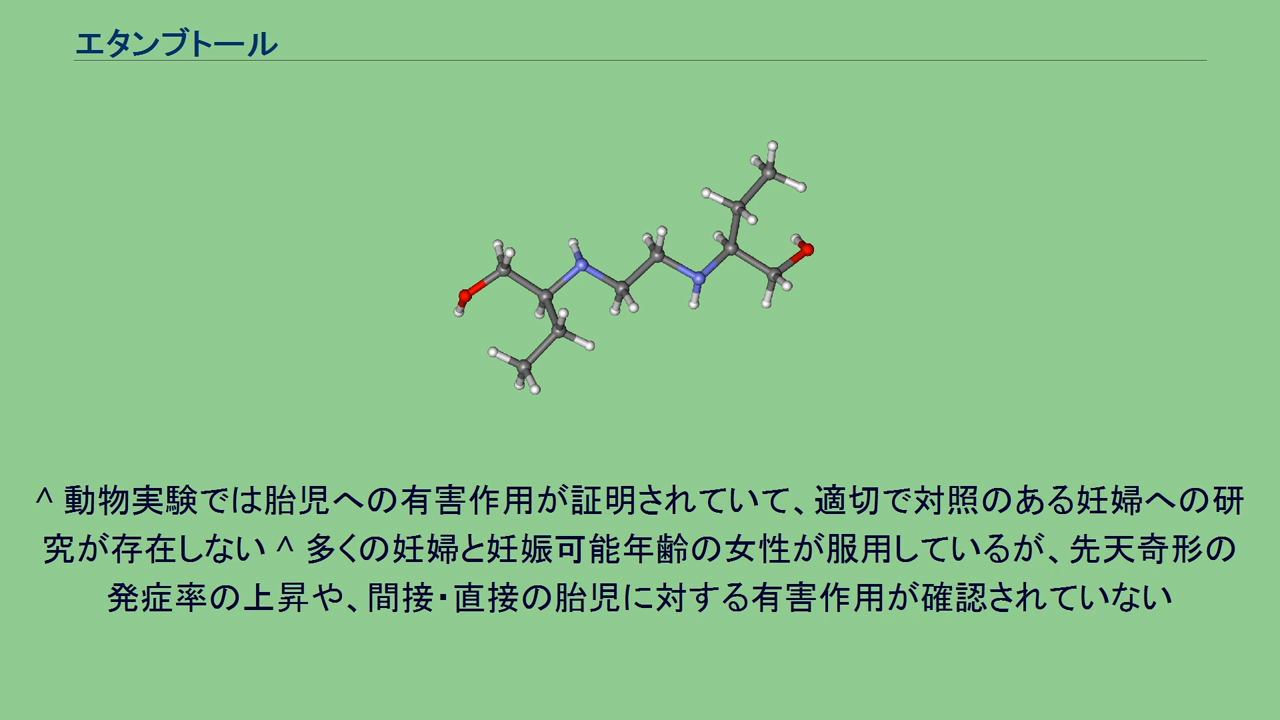 エタンブトール
^ 動物実験では胎児への有害作用が証明されていて、適切で対照のある妊婦への研
究が存在しない ^ 多くの妊婦と妊娠可能年齢の女性が服用しているが、先天奇形の
発症率の上昇や、間接・直接の胎児に対する有害作用が確認されていない